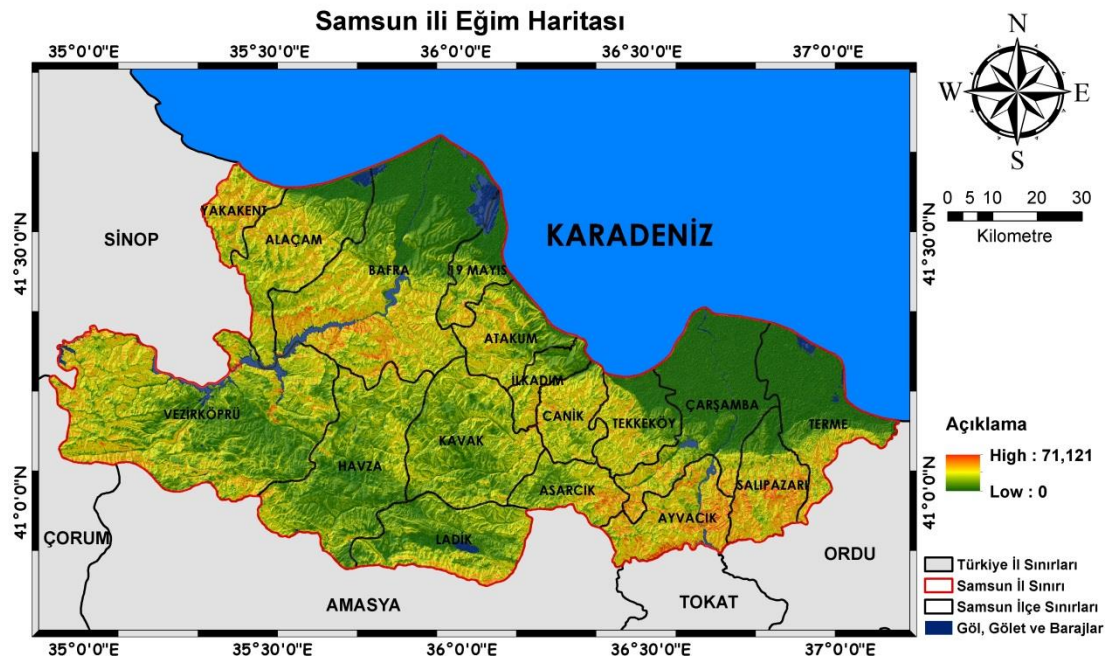 Samsun ili Eğim Haritası
35°0'0"E 35°30'0"E 36°0'0"E 36°30'0"E 37°0'0"E
N
W E
S
0 5 10 20 30
Kilometre
41°30'0"N
41°0'0"N
41°30'0"N
41°0'0"N
KARADENİZ
SİNOP
YAKAKENT
ALAÇAM
BAFRA
19 MAYIS
ATAKUM
İLKADIM
CANİK
TEKKEKÖY
ÇARŞAMBA
TERME
VEZİRKÖPRÜ
HAVZA
KAVAK
ASARCIK
AYVACIK
SALIPAZARI
LADİK
ÇORUM
AMASYA
TOKAT
ORDU
Açıklama
High : 71,121
Low : 0
Türkiye İl Sınırları
Samsun İl Sınırı
Samsun İlçe Sınırları
Göl, Gölet ve Barajlar
35°0'0"E 35°30'0"E 36°0'0"E 36°30'0"E 37°0'0"E